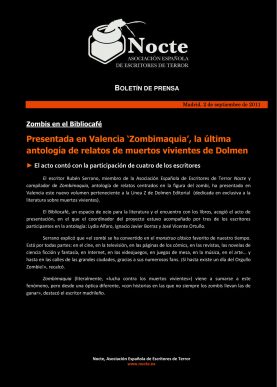 Nocte
ASOCIACIÓN ESPAÑOLA
DE ESCRITORES DE TERROR
BOLETÍN DE PRENSA
Madrid, 2 de septiembre de 2011
Zombis en el Bibliocafé
Presentada en Valencia ‘Zombimaquia’, la última
antología de relatos de muertos vivientes de Dolmen
► El acto contó con la participación de cuatro de los escritores
El escritor Rubén Serrano, miembro de la Asociación Española de Escritores de Terror Nocte y
compilador de Zombimaquia, antología de relatos centrados en la figura del zombi, ha presentado en
Valencia este nuevo volumen perteneciente a la Línea Z de Dolmen Editorial (dedicada en exclusiva a la
literatura sobre muertos vivientes).
El Bibliocafé, un espacio de ocio para la literatura y el encuentro con los libros, acogió el acto de
presentación, en el que el coordinador del proyecto estuvo acompañado por tres de los escritores
participantes en la antología: Lydia Alfaro, Ignacio Javier Borraz y José Vicente Ortuño.
Serrano explicó que «el zombi se ha convertido en el monstruo clásico favorito de nuestro tiempo.
Está por todas partes: en el cine, en la televisión, en las páginas de los cómics, en las revistas, las novelas de
ciencia ficción y fantasía, en Internet, en los videojuegos, en juegos de mesa, en la música, en el arte… y
hasta en las calles de las grandes ciudades, gracias a sus numerosos fans. ¡Si hasta existe un día del Orgullo
Zombie!», recalcó.
Zombimaquia (literalmente, «lucha contra los muertos vivientes») viene a sumarse a este
fenómeno, pero desde una óptica diferente, «con historias en las que no siempre los zombis llevan las de
ganar», destacó el escritor madrileño.
Nocte, Asociación Española de Escritores de Terror
www.nocte.es